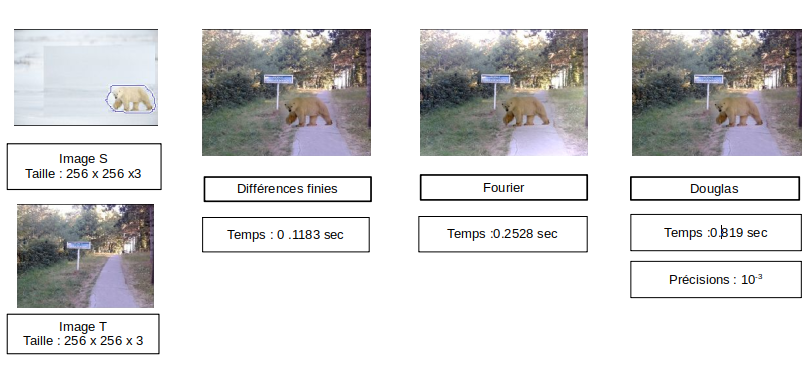 Image S
Taille : 256 x 256 x3
Image T
Taille : 256 x 256 x 3
Différences finies
Temps : 0 .1183 sec
Fourier
Temps :0.2528 sec
Douglas
Temps :0.819 sec
Précisions : 10⁻³